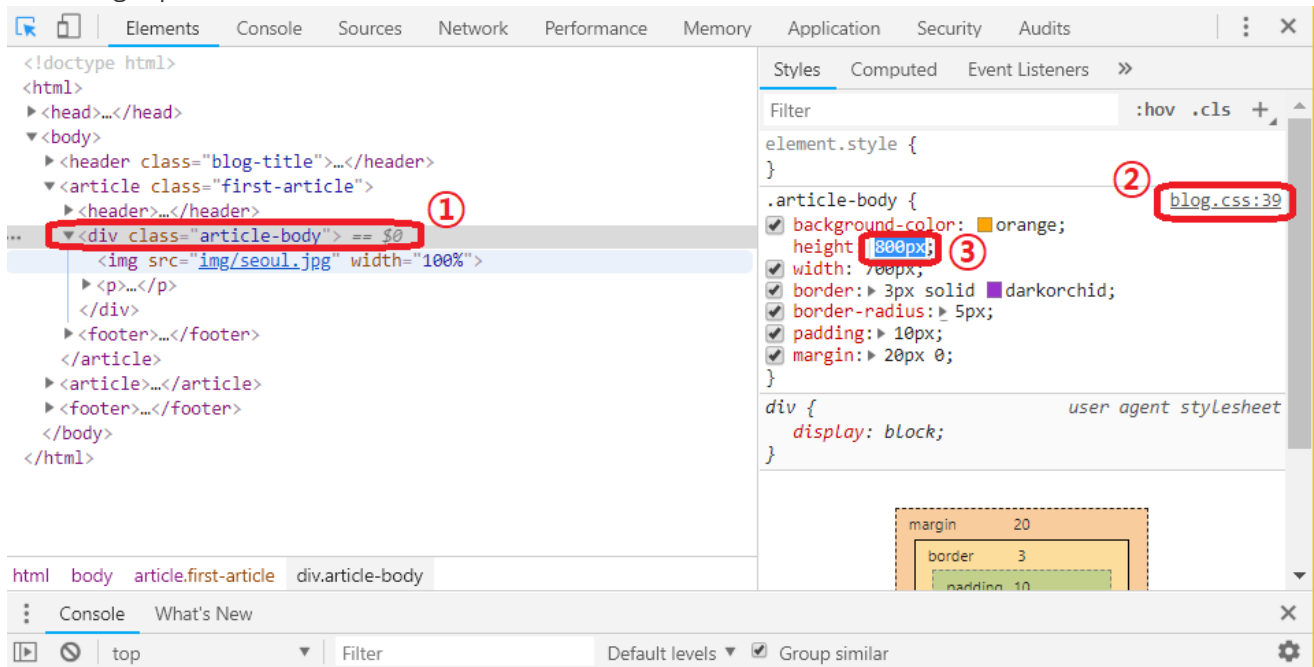 Elements Console Sources Network Performance Memory Application Security Audits
<!doctype html>
<html>
▶<head>…</head>
▼<body>
▶<header class="blog-title">…</header>
▼<article class="first-article">
▶<header>…</header>
①
… ▼<div class="article-body"> == $0
<img src="img/seoul.jpg" width="100%">
▶<p>…</p>
</div>
▶<footer>…</footer>
</article>
▶<article>…</article>
▶<footer>…</footer>
</body>
</html>
html body article.first-article div.article-body
Styles Computed Event Listeners »
Filter :hov .cls +
element.style {
}
②
.article-body { blog.css:39
background-color: orange;
height: 800px; ③
width: 700px;
border:▶ 3px solid darkorchid;
border-radius:▶ 5px;
padding:▶ 10px;
margin:▶ 20px 0;
}
div { user agent stylesheet
display: block;
}
margin 20
border 3
padding 10
Console What's New
top ▼ Filter Default levels ▼ Group similar